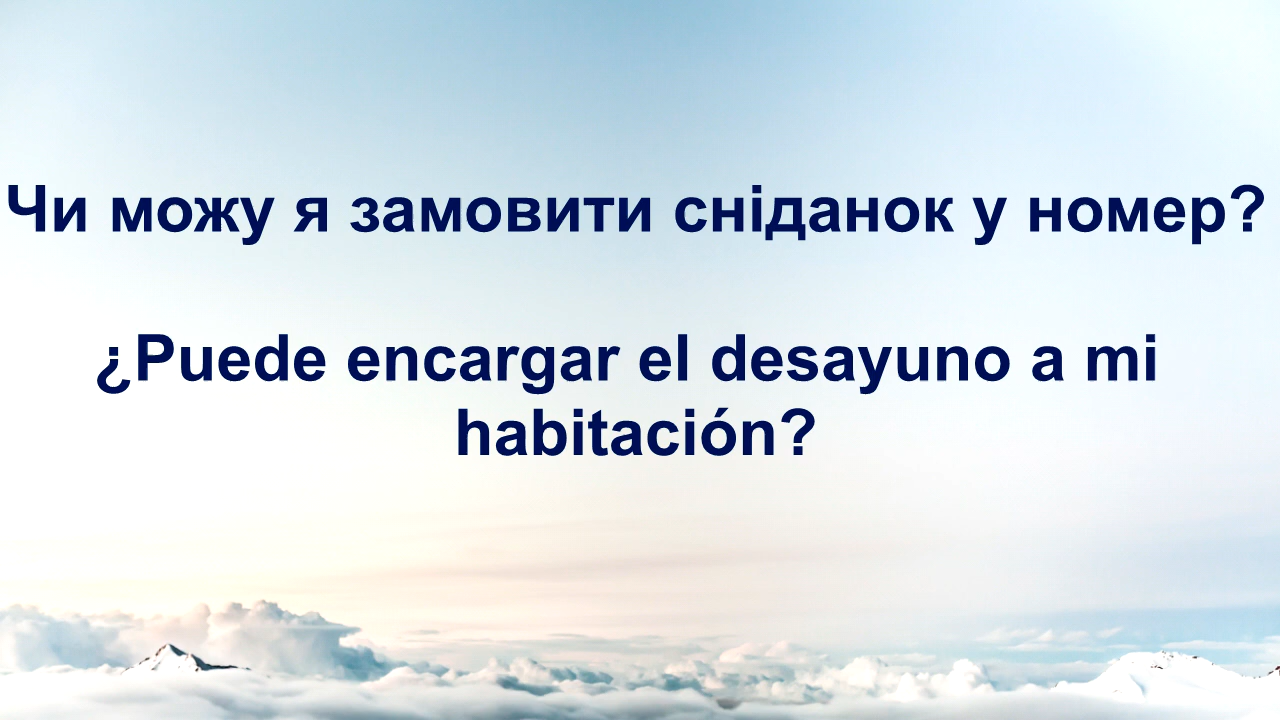 Чи можу я замовити сніданок у номер?
¿Puede encargar el desayuno a mi
habitación?